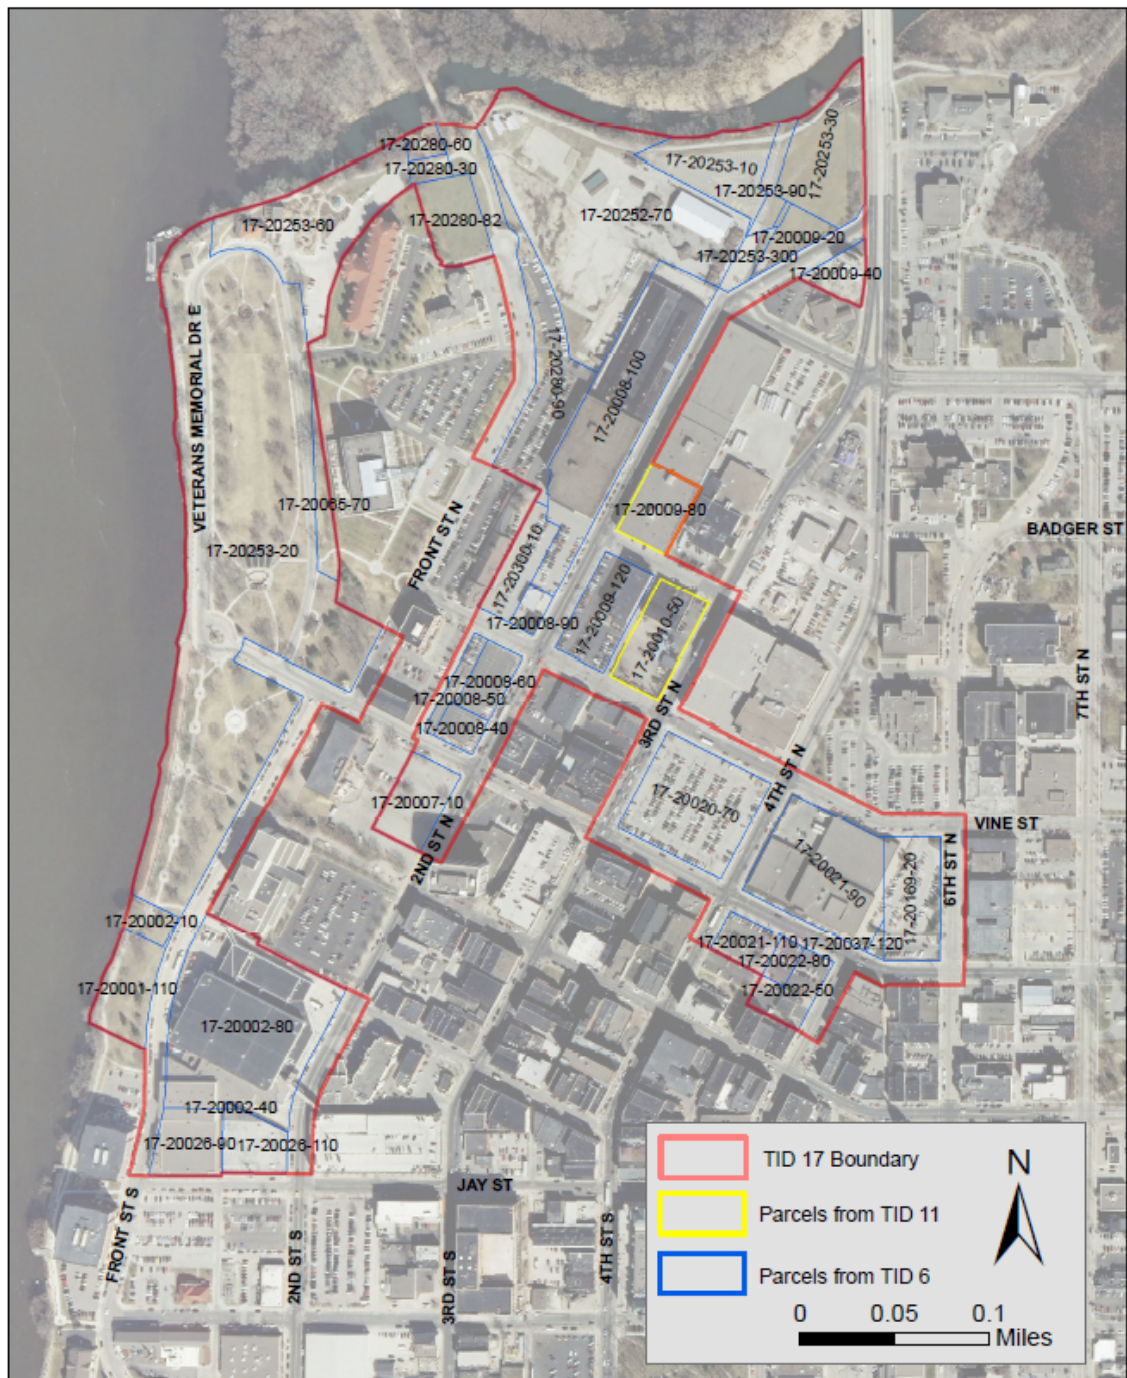 17-20280-60
17-20280-30
17-20280-82
17-20253-60
17-20253-10
17-20253-30
17-20253-90
17-20252-70
17-20009-20
17-20253-300
17-20009-40
VETERANS MEMORIAL DR E
17-20280-90
17-20008-100
17-20065-70
17-20009-80
FRONT ST N
BADGER ST
17-20253-20
17-20300-10
17-20009-120
17-20008-90
17-20010-50
17-20008-60
17-20008-50
17-20008-40
3RD ST N
7TH ST N
17-20007-10
17-20020-70
4TH ST N
VINE ST
2ND ST N
17-20021-90
17-20169-20
6TH ST N
17-20002-10
17-20021-110
17-20037-120
17-20022-80
17-20022-50
17-20001-110
17-20002-80
17-20002-40
17-20026-90
17-20026-110
JAY ST
FRONT ST S
2ND ST S
3RD ST S
4TH ST S
TID 17 Boundary
Parcels from TID 11
Parcels from TID 6
N
0 0.05 0.1
Miles